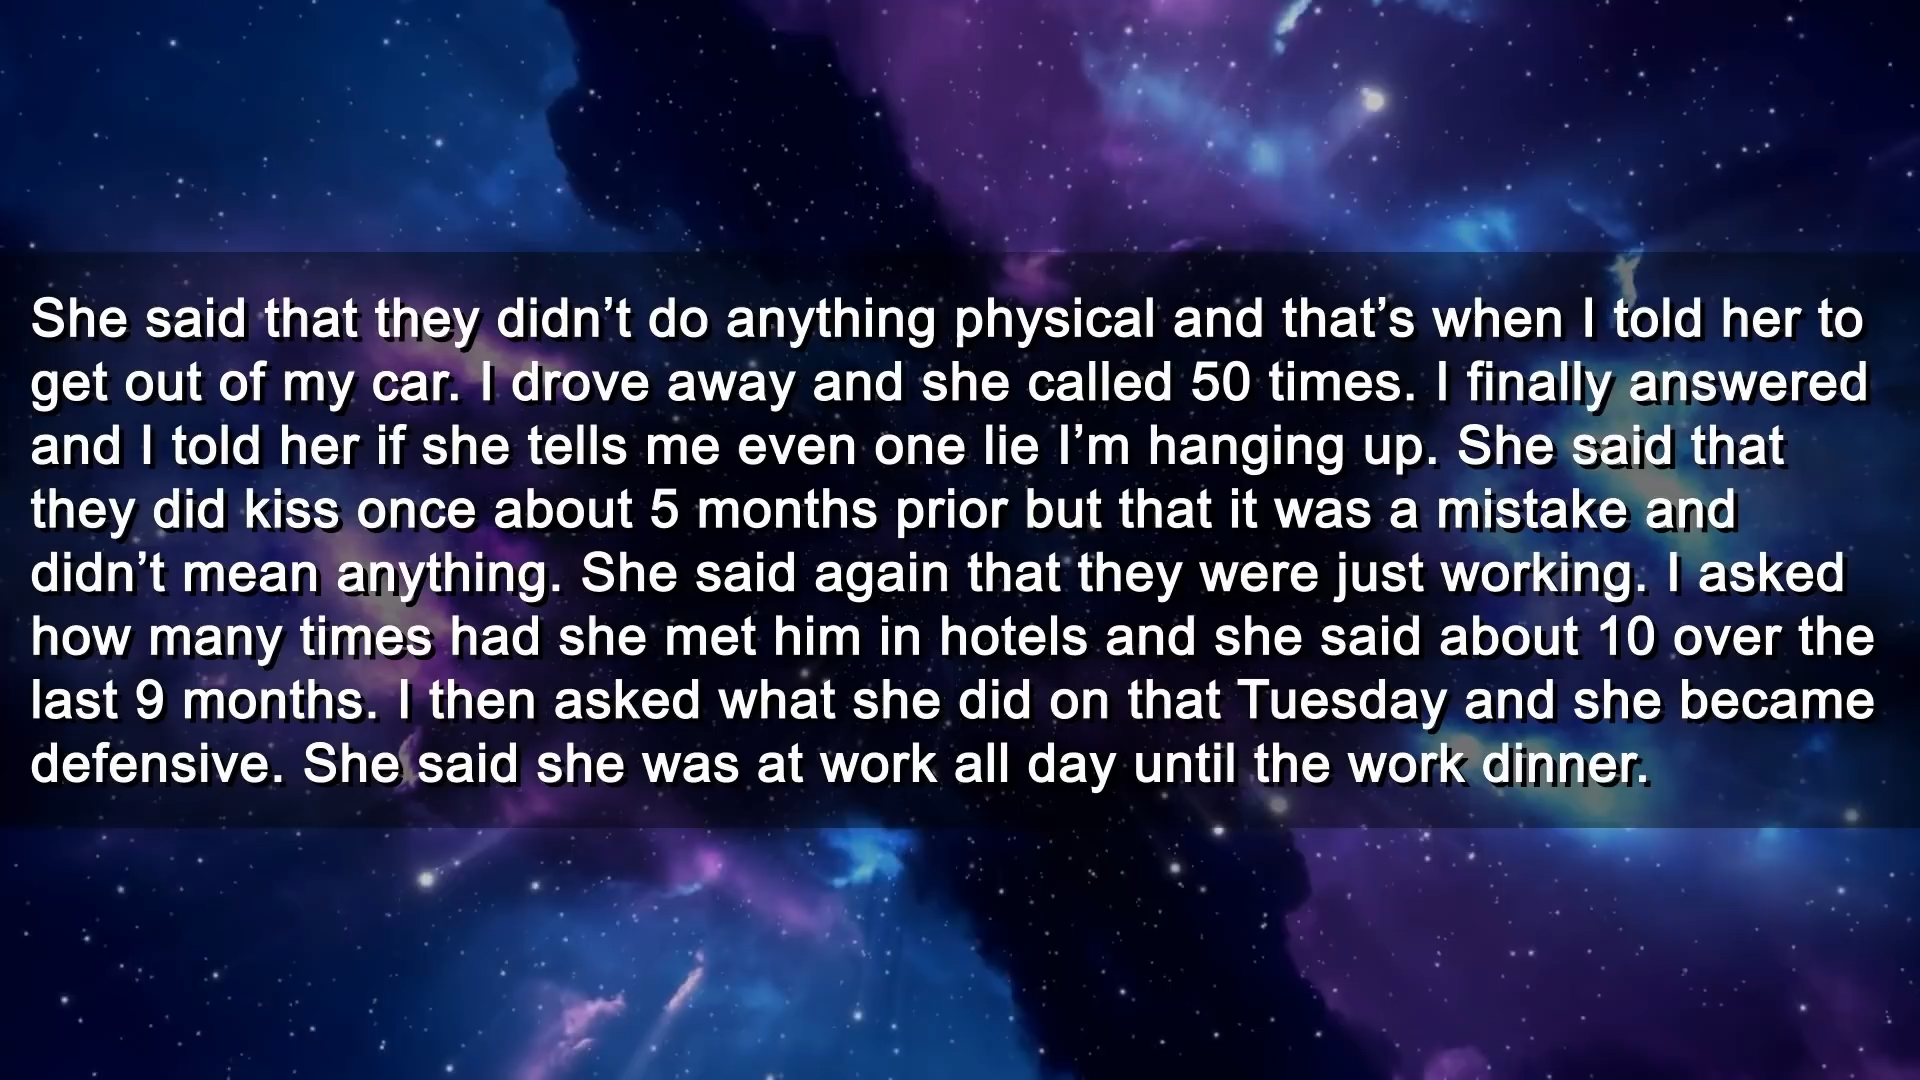 She said that they didn’t do anything physical and that’s when I told her to
get out of my car. I drove away and she called 50 times. I finally answered
and I told her if she tells me even one lie I’m hanging up. She said that
they did kiss once about 5 months prior but that it was a mistake and
didn’t mean anything. She said again that they were just working. I asked
how many times had she met him in hotels and she said about 10 over the
last 9 months. I then asked what she did on that Tuesday and she became
defensive. She said she was at work all day until the work dinner.